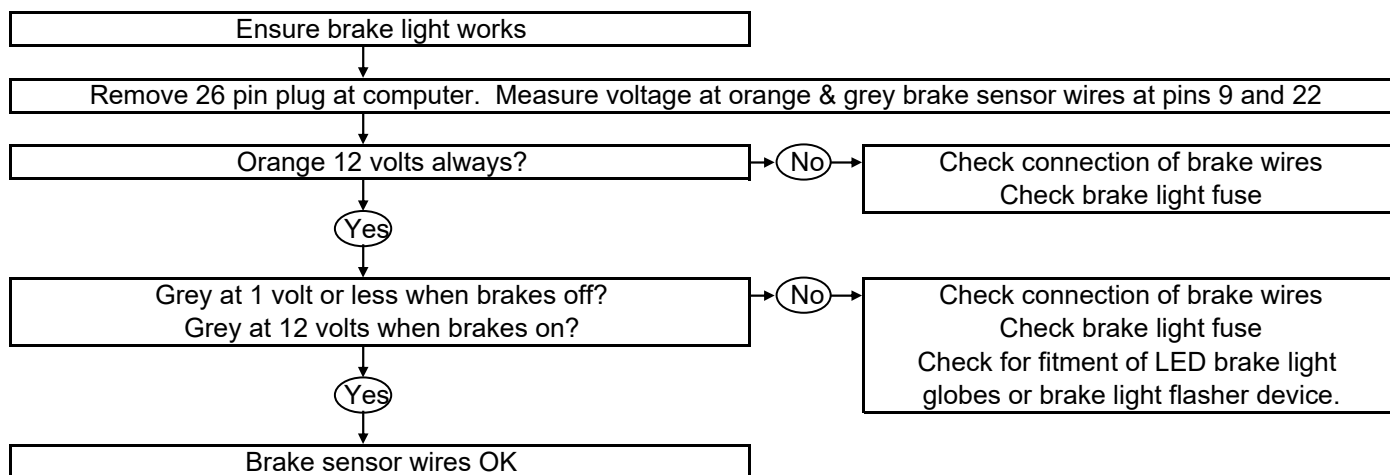 Ensure brake light works
Remove 26 pin plug at computer.  Measure voltage at orange & grey brake sensor wires at pins 9 and 22
Orange 12 volts always?
No
Check connection of brake wires
Check brake light fuse
Yes
Grey at 1 volt or less when brakes off?
Grey at 12 volts when brakes on?
No
Check connection of brake wires
Check brake light fuse
Check for fitment of LED brake light
globes or brake light flasher device.
Yes
Brake sensor wires OK